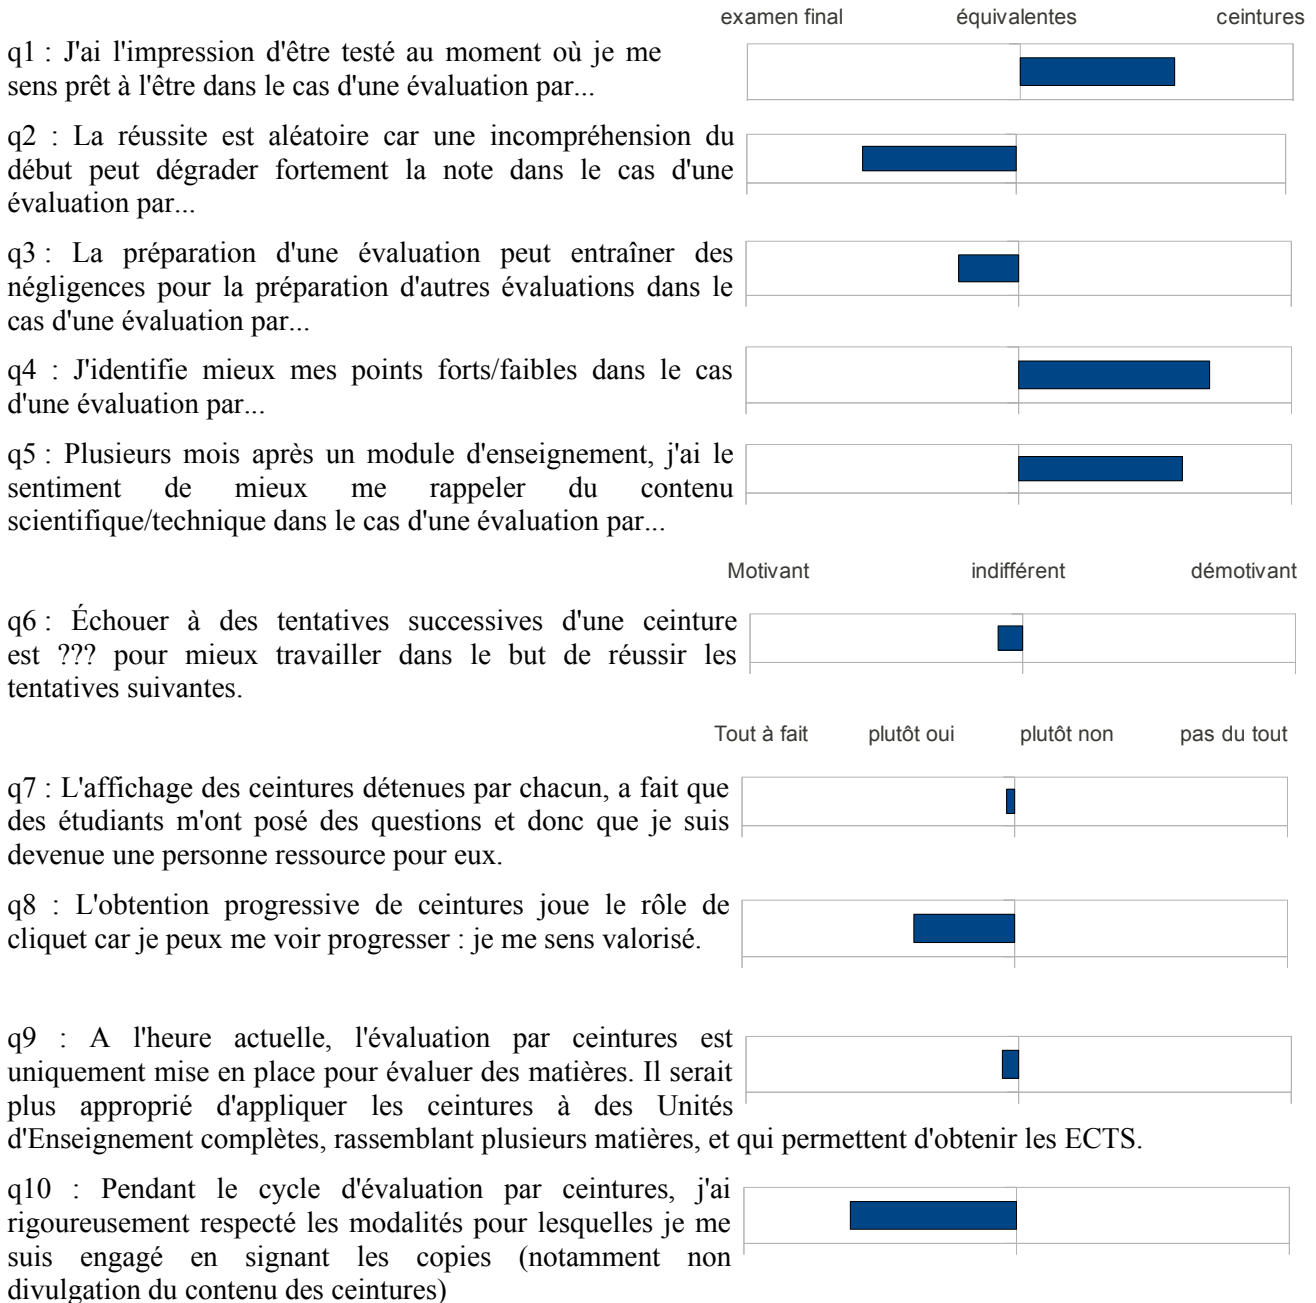 examen final équivalentes ceintures
q1 : J'ai l'impression d'être testé au moment où je me
sens prêt à l'être dans le cas d'une évaluation par...
q2 : La réussite est aléatoire car une incompréhension du
début peut dégrader fortement la note dans le cas d'une
évaluation par...
q3 : La préparation d'une évaluation peut entraîner des
négligences pour la préparation d'autres évaluations dans le
cas d'une évaluation par...
q4 : J'identifie mieux mes points forts/faibles dans le cas
d'une évaluation par...
q5 : Plusieurs mois après un module d'enseignement, j'ai le
sentiment de mieux me rappeler du contenu
scientifique/technique dans le cas d'une évaluation par...
Motivant indifférent démotivant
q6 : Échouer à des tentatives successives d'une ceinture
est ??? pour mieux travailler dans le but de réussir les
tentatives suivantes.
Tout à fait plutôt oui plutôt non pas du tout
q7 : L'affichage des ceintures détenues par chacun, a fait que
des étudiants m'ont posé des questions et donc que je suis
devenue une personne ressource pour eux.
q8 : L'obtention progressive de ceintures joue le rôle de
cliquet car je peux me voir progresser : je me sens valorisé.
q9 : A l'heure actuelle, l'évaluation par ceintures est
uniquement mise en place pour évaluer des matières. Il serait
plus approprié d'appliquer les ceintures à des Unités
d'Enseignement complètes, rassemblant plusieurs matières, et qui permettent d'obtenir les ECTS.
q10 : Pendant le cycle d'évaluation par ceintures, j'ai
rigoureusement respecté les modalités pour lesquelles je me
suis engagé en signant les copies (notamment non
divulgation du contenu des ceintures)